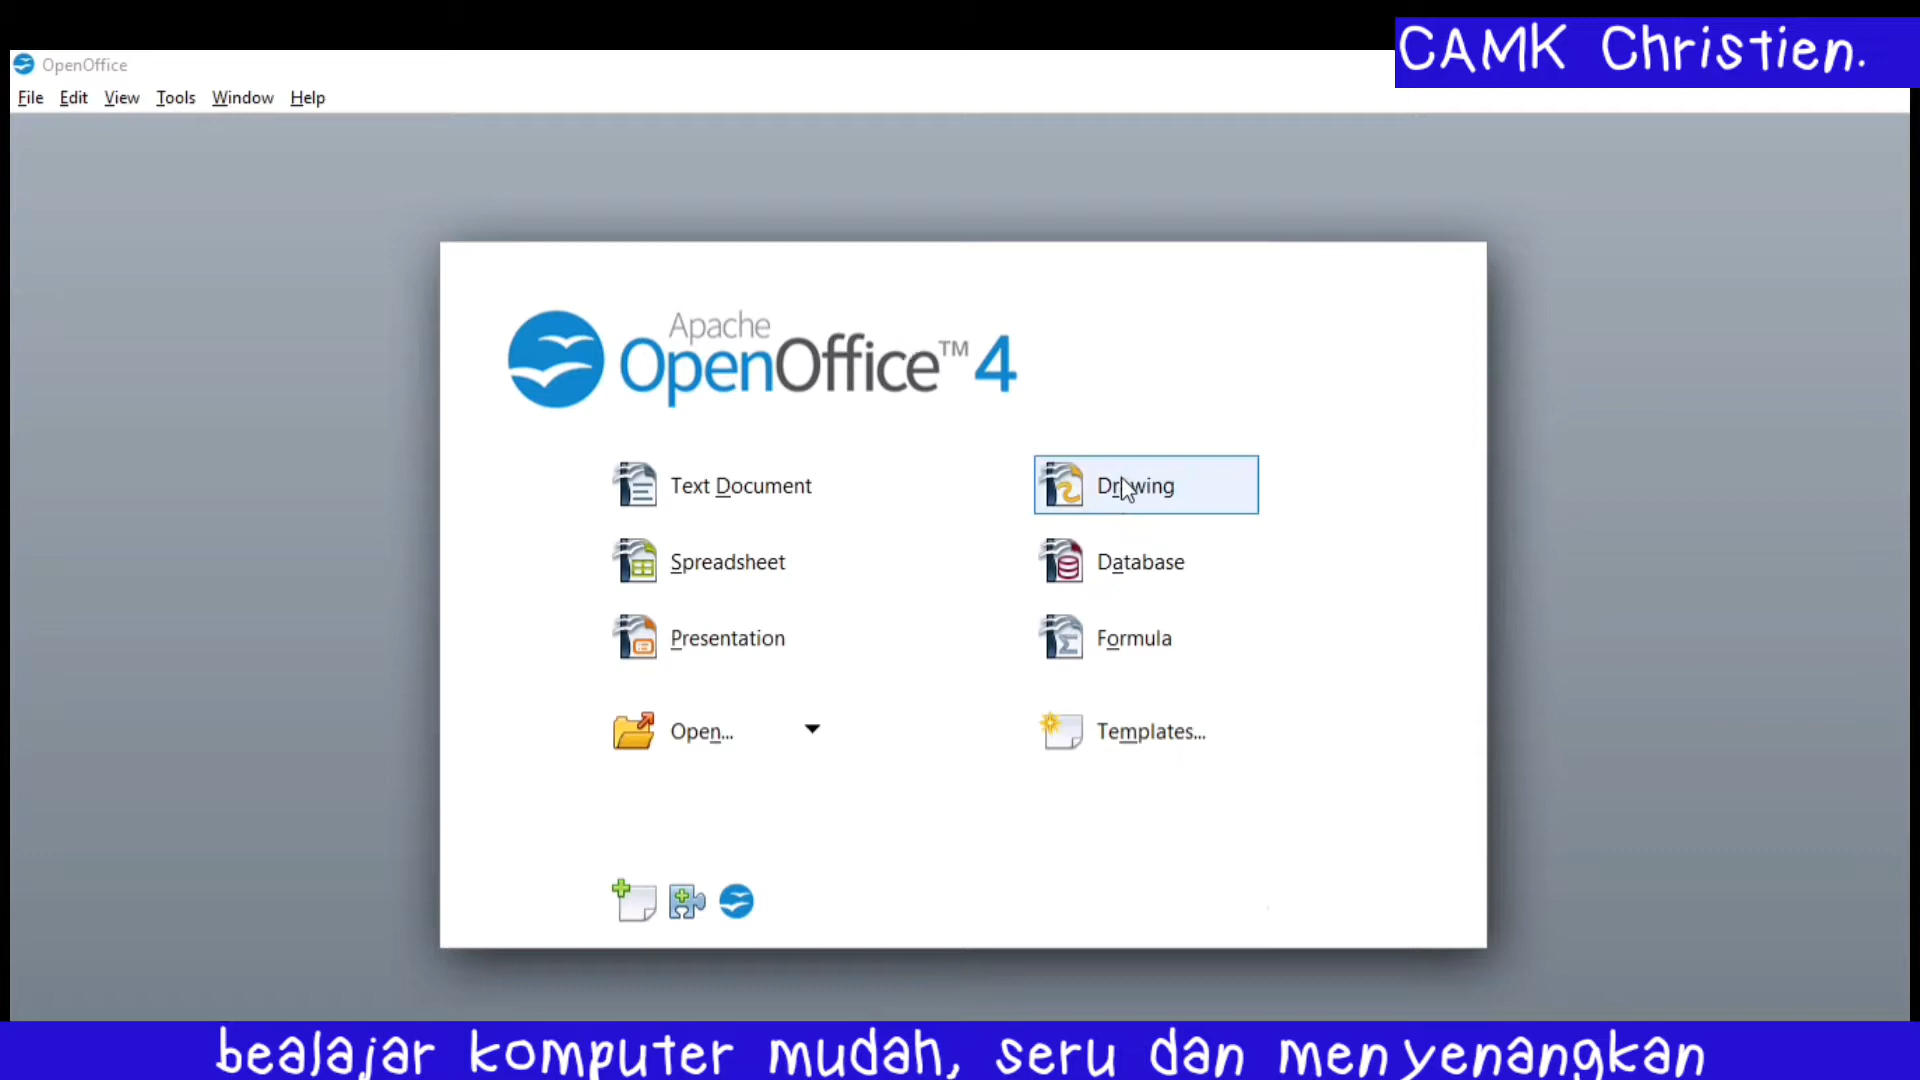 CAMK Christien.
OpenOffice
File Edit View Tools Window Help
Apache
OpenOffice™ 4
Text Document
Drawing
Spreadsheet
Database
Presentation
Formula
Open...
Templates...
bealajar komputer mudah, seru dan menyenangkan